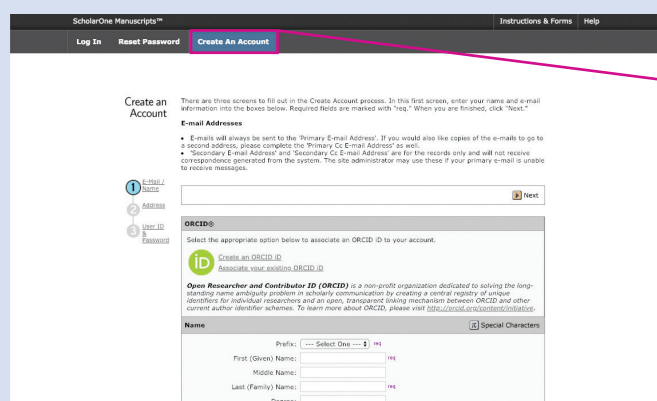 ScholarOne Manuscripts™ Instructions & Forms Help
Log In Reset Password Create An Account
Create an
Account
There are three screens to fill out in the Create Account process. In this first screen, enter your name and e-mail
information into the boxes below. Required fields are marked with "req." When you are finished, click "Next."
E-mail Addresses
• E-mails will always be sent to the 'Primary E-mail Address'. If you would also like copies of the e-mails to go to
a second address, please complete the 'Primary Cc E-mail Address' as well.
• 'Secondary E-mail Address' and 'Secondary Cc E-mail Address' are for the records only and will not receive
correspondence generated from the system. The site administrator may use these if your primary e-mail is unable
to receive messages.
1 E-Mail /
Name
2 Address
3 User ID
&
Password
Next
ORCID®
Select the appropriate option below to associate an ORCID iD to your account.
iD
Create an ORCID iD
Associate your existing ORCID iD
Open Researcher and Contributor ID (ORCID) is a non-profit organization dedicated to solving the long-
standing name ambiguity problem in scholarly communication by creating a central registry of unique
identifiers for individual researchers and an open, transparent linking mechanism between ORCID and other
current author identifier schemes. To learn more about ORCID, please visit http://orcid.org/content/initiative.
Name Special Characters
Prefix: --- Select One --- req
First (Given) Name: req
Middle Name:
Last (Family) Name: req
Degree: